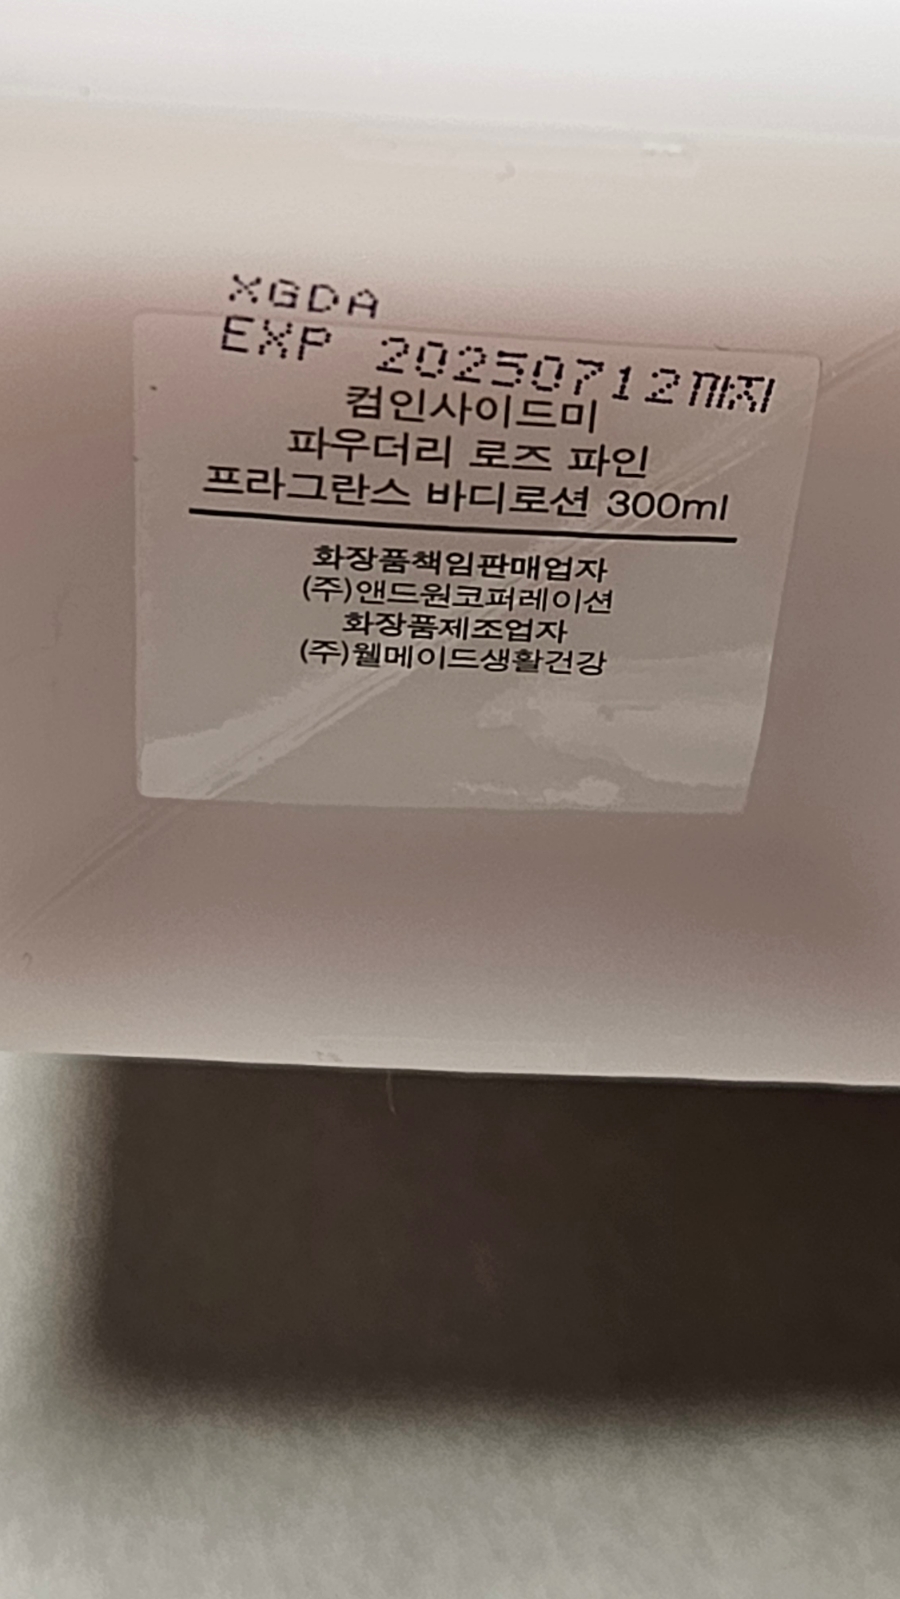 XGDA
EXP 20250712까지
컴인사이드미
파우더리 로즈 파인
프라그란스 바디로션 300ml
화장품책임판매업자
(주)앤드원코퍼레이션
화장품제조업자
(주)웰메이드생활건강